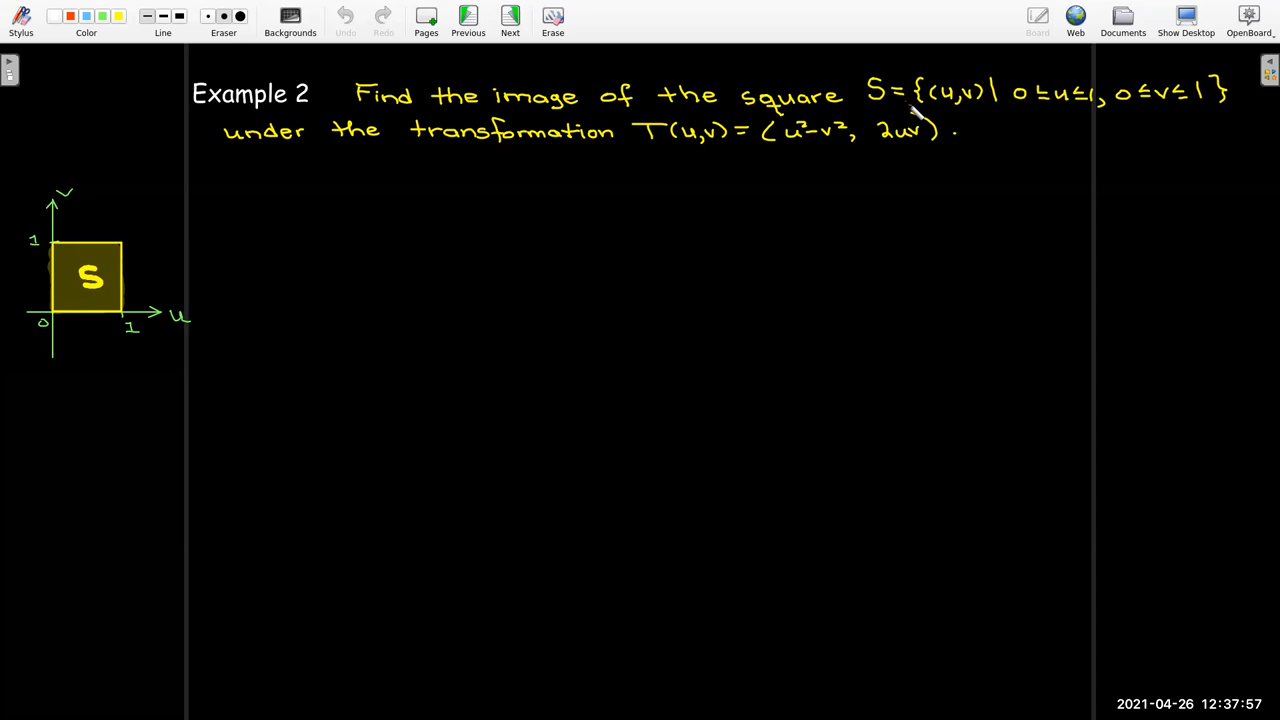 Stylus
Color
Line
Eraser
Backgrounds
Undo
Redo
Pages
Previous
Next
Erase
Board
Web
Documents
Show Desktop
OpenBoard
Example 2 Find the image of the square S = {(u,v) | 0 ≤ u ≤ 1, 0 ≤ v ≤ 1}
under the transformation T(u,v) = (u²-v², 2uv).
v
1
S
0
1
u
2021-04-26 12:37:57